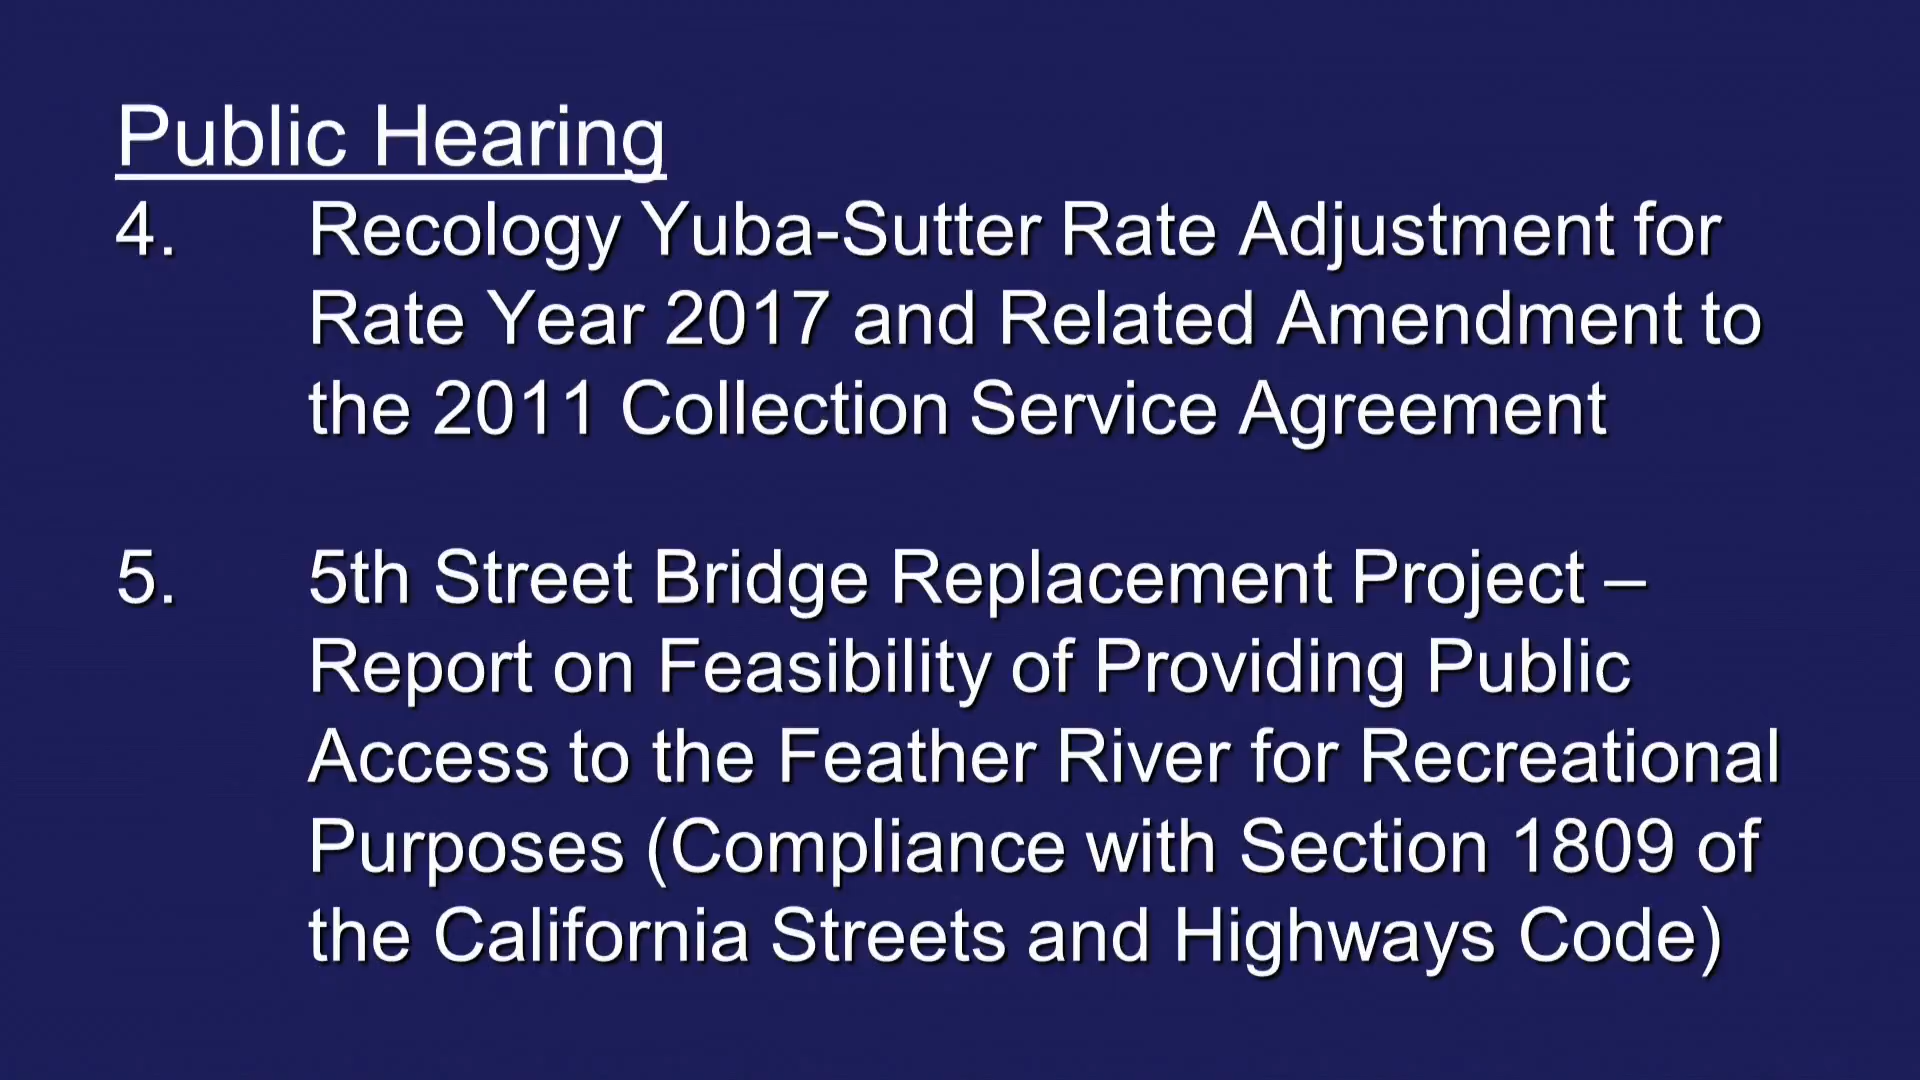 Public Hearing
4. Recology Yuba-Sutter Rate Adjustment for
Rate Year 2017 and Related Amendment to
the 2011 Collection Service Agreement
5. 5th Street Bridge Replacement Project –
Report on Feasibility of Providing Public
Access to the Feather River for Recreational
Purposes (Compliance with Section 1809 of
the California Streets and Highways Code)